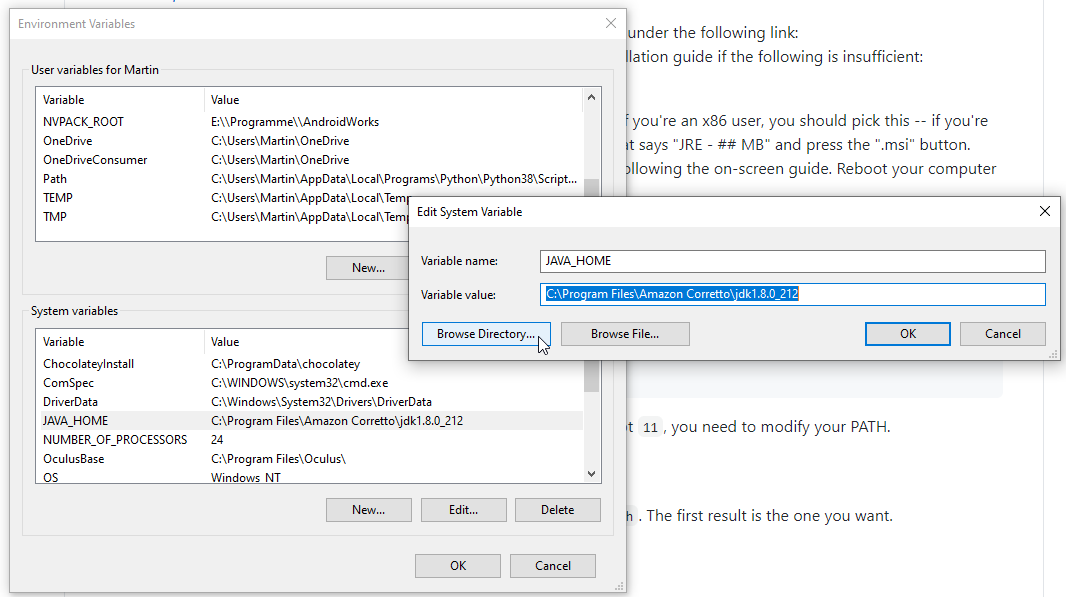 Environment Variables
User variables for Martin
Variable Value
NVPACK_ROOT E:\\Programme\\AndroidWorks
OneDrive C:\Users\Martin\OneDrive
OneDriveConsumer C:\Users\Martin\OneDrive
Path C:\Users\Martin\AppData\Local\Programs\Python\Python38\Script...
TEMP C:\Users\Martin\AppData\Local\Temp
TMP C:\Users\Martin\AppData\Local\Temp
New...
System variables
Variable Value
ChocolateyInstall C:\ProgramData\chocolatey
ComSpec C:\WINDOWS\system32\cmd.exe
DriverData C:\Windows\System32\Drivers\DriverData
JAVA_HOME C:\Program Files\Amazon Corretto\jdk1.8.0_212
NUMBER_OF_PROCESSORS 24
OculusBase C:\Program Files\Oculus\
OS Windows_NT
New... Edit... Delete
OK Cancel
Edit System Variable
Variable name: JAVA_HOME
Variable value: C:\Program Files\Amazon Corretto\jdk1.8.0_212
Browse Directory... Browse File... OK Cancel
under the following link:
llation guide if the following is insufficient:
f you're an x86 user, you should pick this -- if you're
at says "JRE - ## MB" and press the ".msi" button.
ollowing the on-screen guide. Reboot your computer
11, you need to modify your PATH.
h. The first result is the one you want.